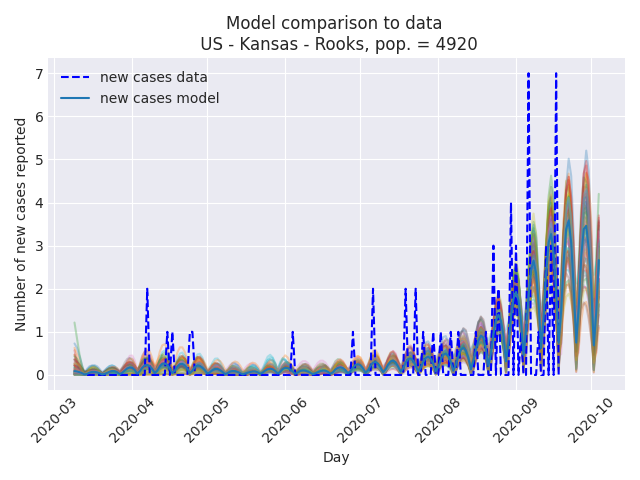 Model comparison to data
US - Kansas - Rooks, pop. = 4920
new cases data
new cases model
Number of new cases reported
7
6
5
4
3
2
1
0
2020-03
2020-04
2020-05
2020-06
2020-07
2020-08
2020-09
2020-10
Day